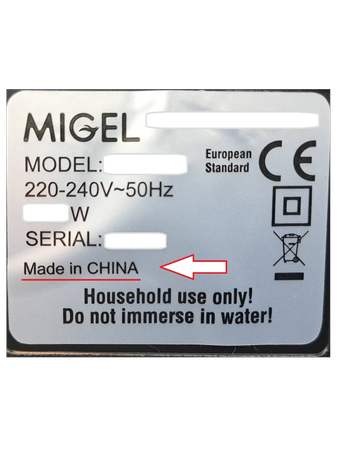 MIGEL
MODEL:
European
Standard
CE
220-240V~50Hz
W
SERIAL:
Made in CHINA
Household use only!
Do not immerse in water!